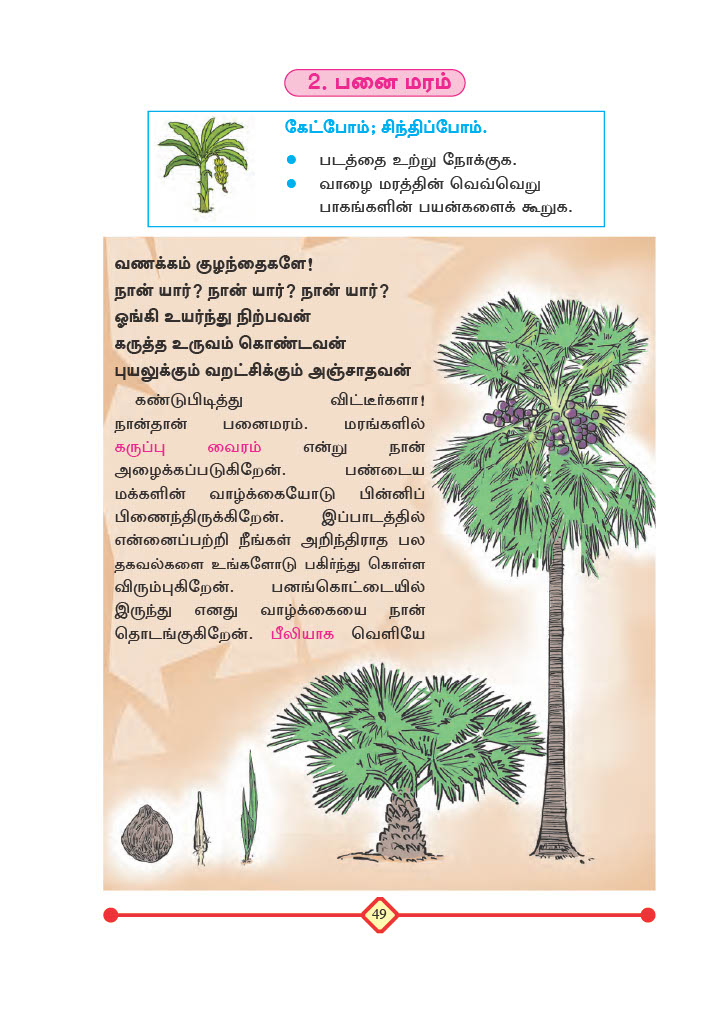 2. பனை மரம்
கேட்போம்; சிந்திப்போம்.
● படத்தை உற்று நோக்குக.
● வாழை மரத்தின் வெவ்வெறு
பாகங்களின் பயன்களைக் கூறுக.
வணக்கம் குழந்தைகளே!
நான் யார்? நான் யார்? நான் யார்?
ஓங்கி உயர்ந்து நிற்பவன்
கருத்த உருவம் கொண்டவன்
புயலுக்கும் வறட்சிக்கும் அஞ்சாதவன்
கண்டுபிடித்து விட்டீர்களா!
நான்தான் பனைமரம். மரங்களில்
கருப்பு வைரம் என்று நான்
அழைக்கப்படுகிறேன். பண்டைய
மக்களின் வாழ்க்கையோடு பின்னிப்
பிணைந்திருக்கிறேன். இப்பாடத்தில்
என்னைப்பற்றி நீங்கள் அறிந்திராத பல
தகவல்களை உங்களோடு பகிர்ந்து கொள்ள
விரும்புகிறேன். பனங்கொட்டையில்
இருந்து எனது வாழ்க்கையை நான்
தொடங்குகிறேன். பீலியாக வெளியே
49